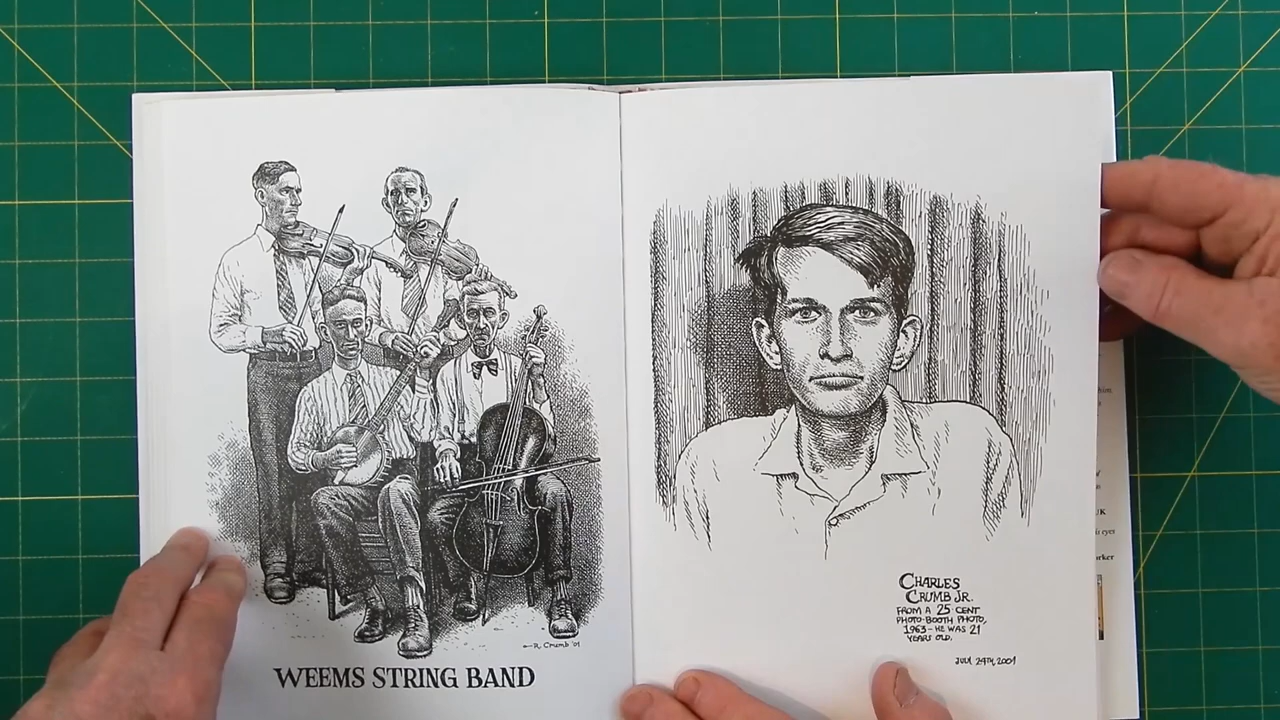 R. Crumb '01
WEEMS STRING BAND
CHARLES
CRUMB JR.
FROM A 25 CENT
PHOTO-BOOTH PHOTO,
1963 - HE WAS 21
YEARS OLD.
JULY 24TH, 2001